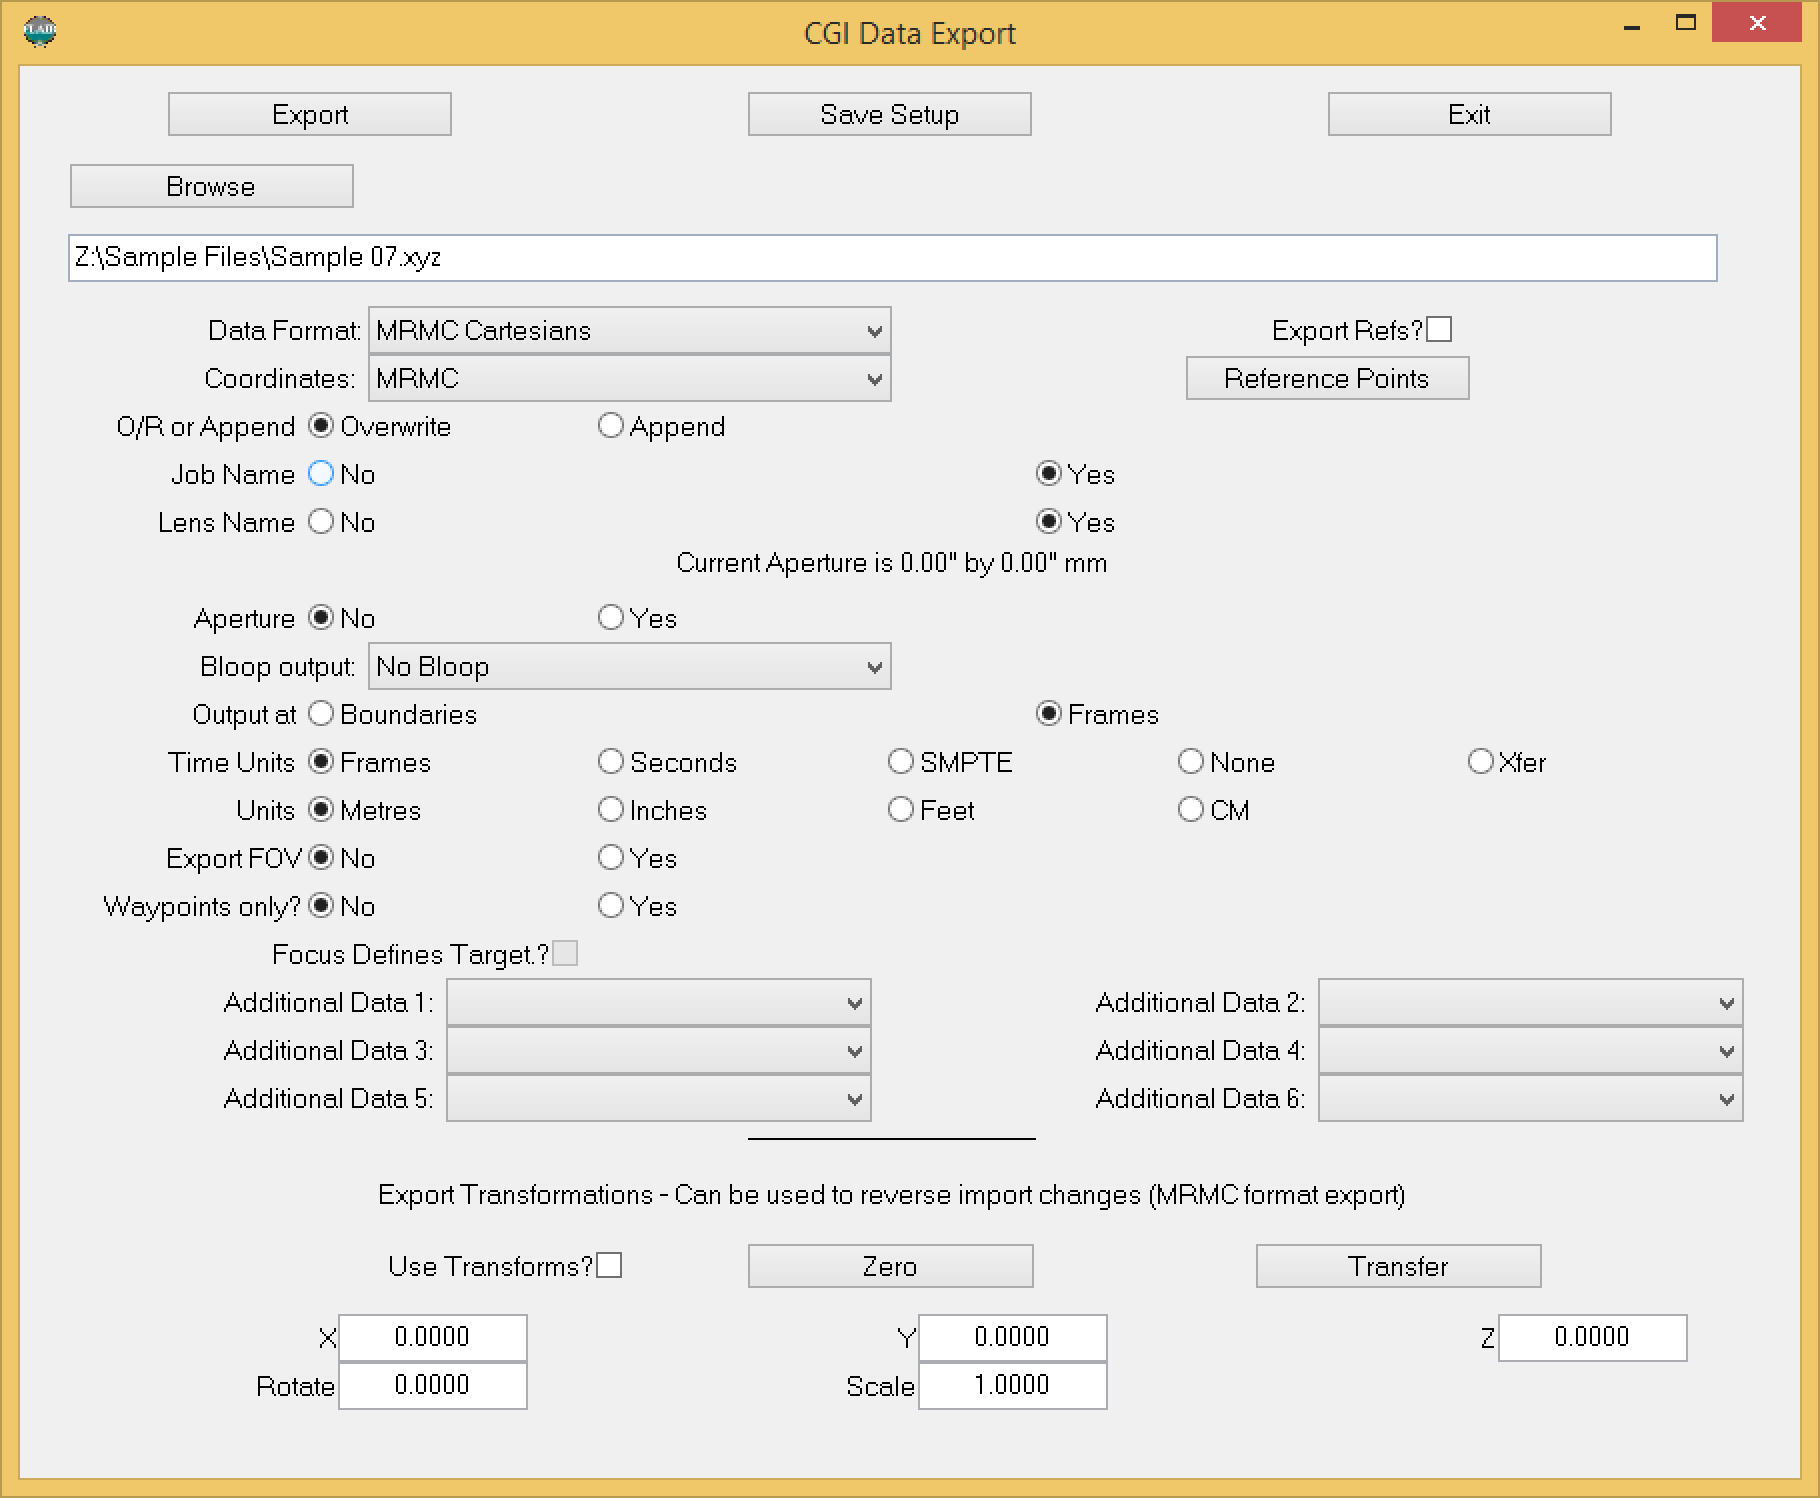 CGI Data Export
Export Save Setup Exit
Browse
Z:\Sample Files\Sample 07.xyz
Data Format: MRMC Cartesians Export Refs?
Coordinates: MRMC Reference Points
O/R or Append Overwrite Append
Job Name No Yes
Lens Name No Yes
Current Aperture is 0.00" by 0.00" mm
Aperture No Yes
Bloop output: No Bloop
Output at Boundaries Frames
Time Units Frames Seconds SMPTE None Xfer
Units Metres Inches Feet CM
Export FOV No Yes
Waypoints only? No Yes
Focus Defines Target.?
Additional Data 1: Additional Data 2:
Additional Data 3: Additional Data 4:
Additional Data 5: Additional Data 6:
Export Transformations - Can be used to reverse import changes (MRMC format export)
Use Transforms? Zero Transfer
X 0.0000 Y 0.0000 Z 0.0000
Rotate 0.0000 Scale 1.0000